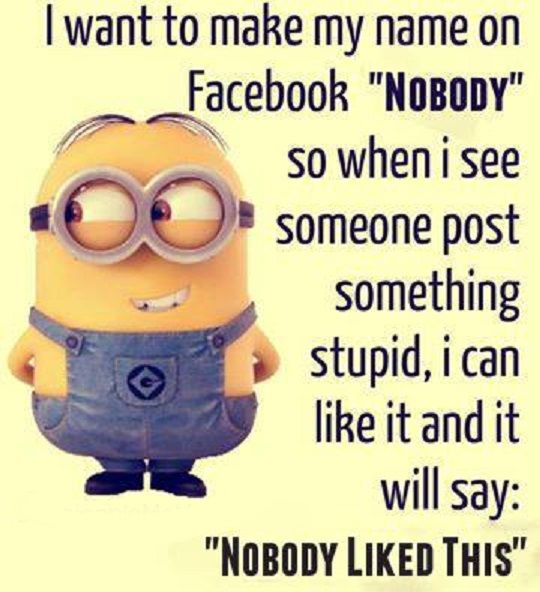 I want to make my name on
Facebook "NOBODY"
so when i see
someone post
something
stupid, i can
like it and it
will say:
"NOBODY LIKED THIS"